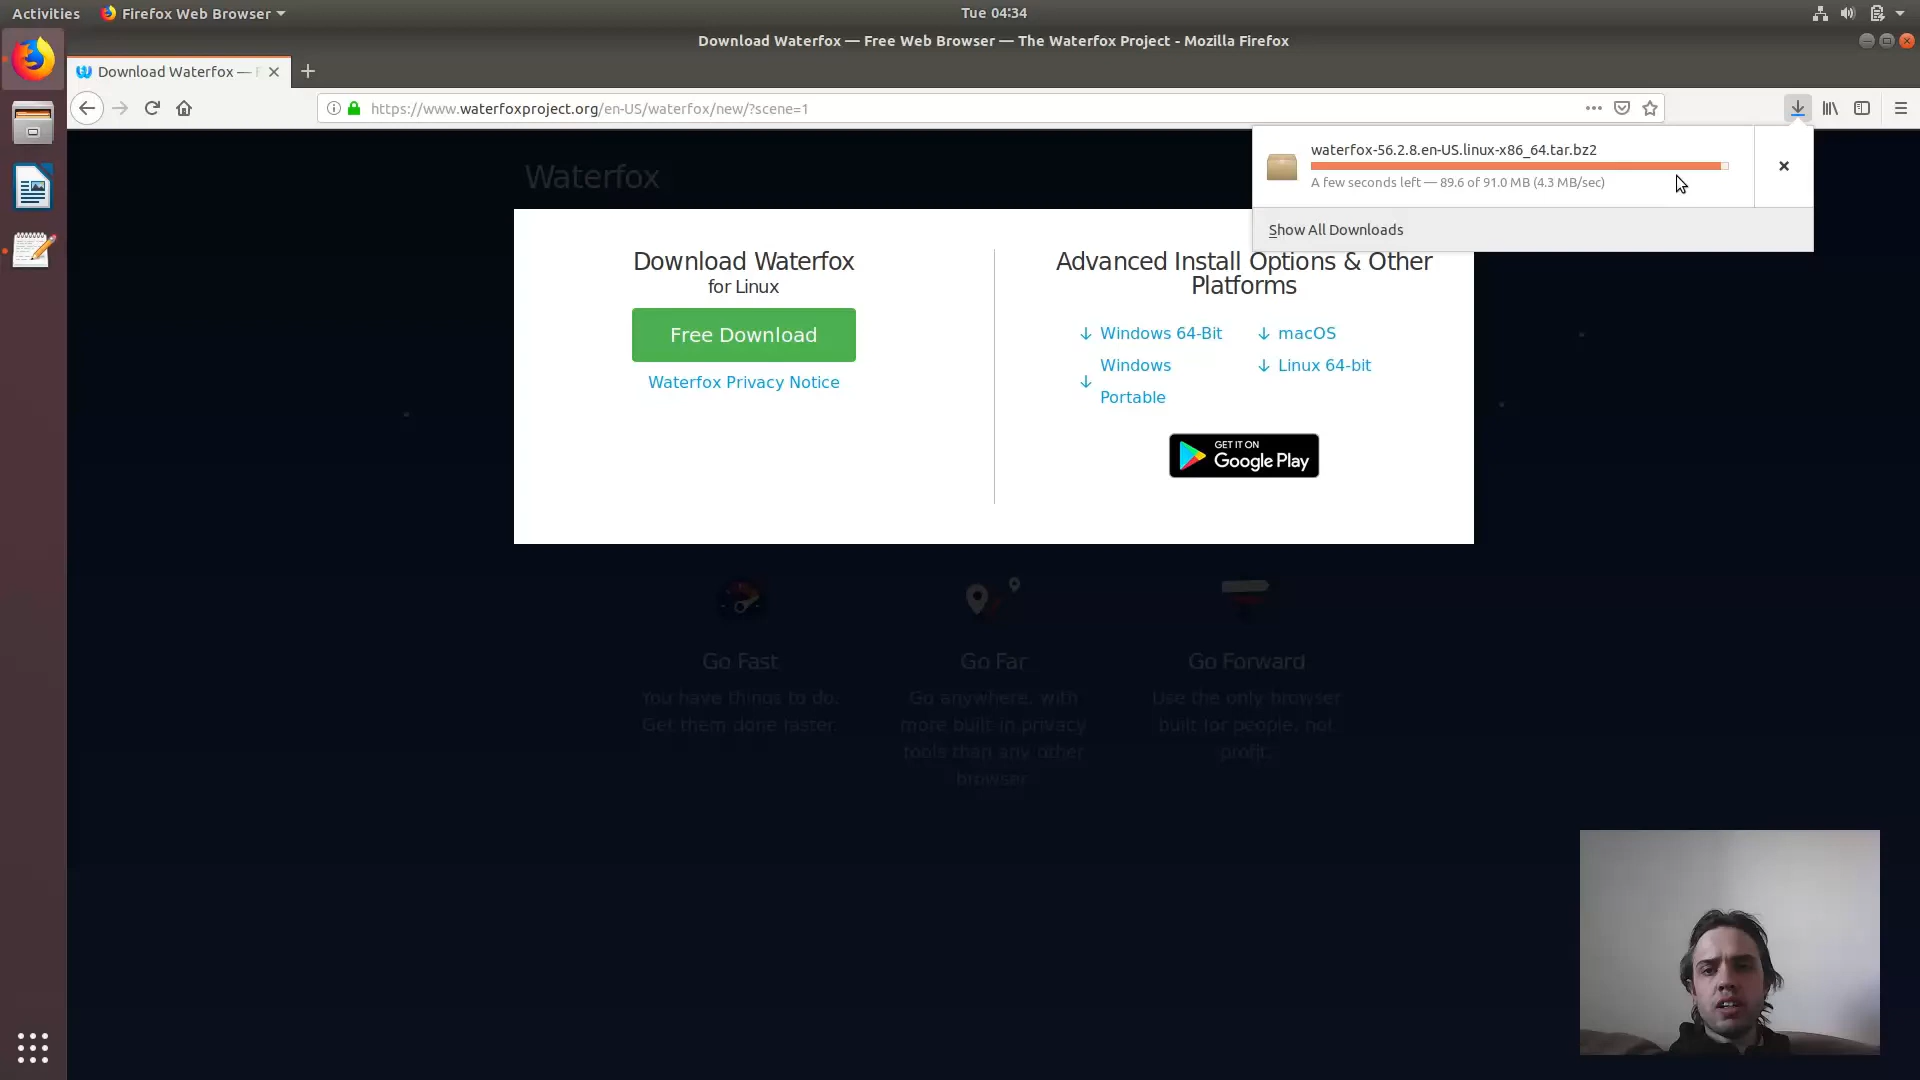 Activities
Firefox Web Browser
Tue 04:34
Download Waterfox — Free Web Browser — The Waterfox Project - Mozilla Firefox
Download Waterfox — F
https://www.waterfoxproject.org/en-US/waterfox/new/?scene=1
waterfox-56.2.8.en-US.linux-x86_64.tar.bz2
A few seconds left — 89.6 of 91.0 MB (4.3 MB/sec)
Show All Downloads
Waterfox
Download Waterfox
for Linux
Free Download
Waterfox Privacy Notice
Advanced Install Options & Other
Platforms
Windows 64-Bit
macOS
Windows
Portable
Linux 64-bit
GET IT ON
Google Play
Go Fast
You have things to do.
Get them done faster.
Go Far
Go anywhere, with
more built in privacy
tools than any other
browser.
Go Forward
Use the only browser
built for people, not
profit.